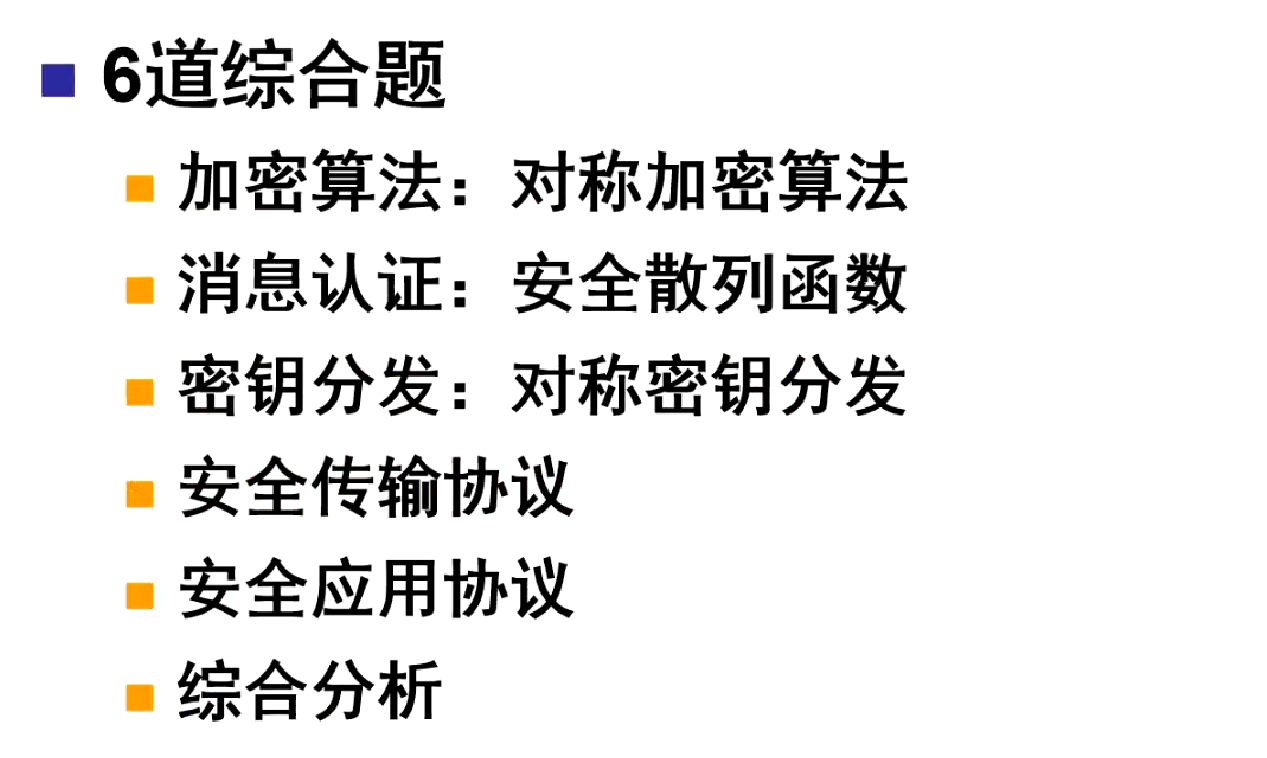 6道综合题
加密算法：对称加密算法
消息认证：安全散列函数
密钥分发：对称密钥分发
安全传输协议
安全应用协议
综合分析